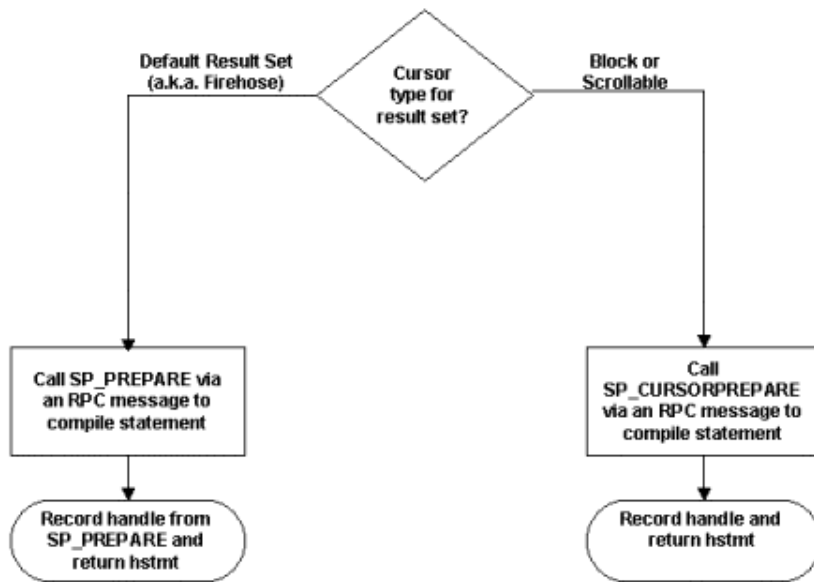 Default Result Set
(a.k.a. Firehose)
Cursor
type for
result set?
Block or
Scrollable
Call SP_PREPARE via
an RPC message to
compile statement
Call
SP_CURSORPREPARE
via an RPC message to
compile statement
Record handle from
SP_PREPARE and
return hstmt
Record handle and
return hstmt